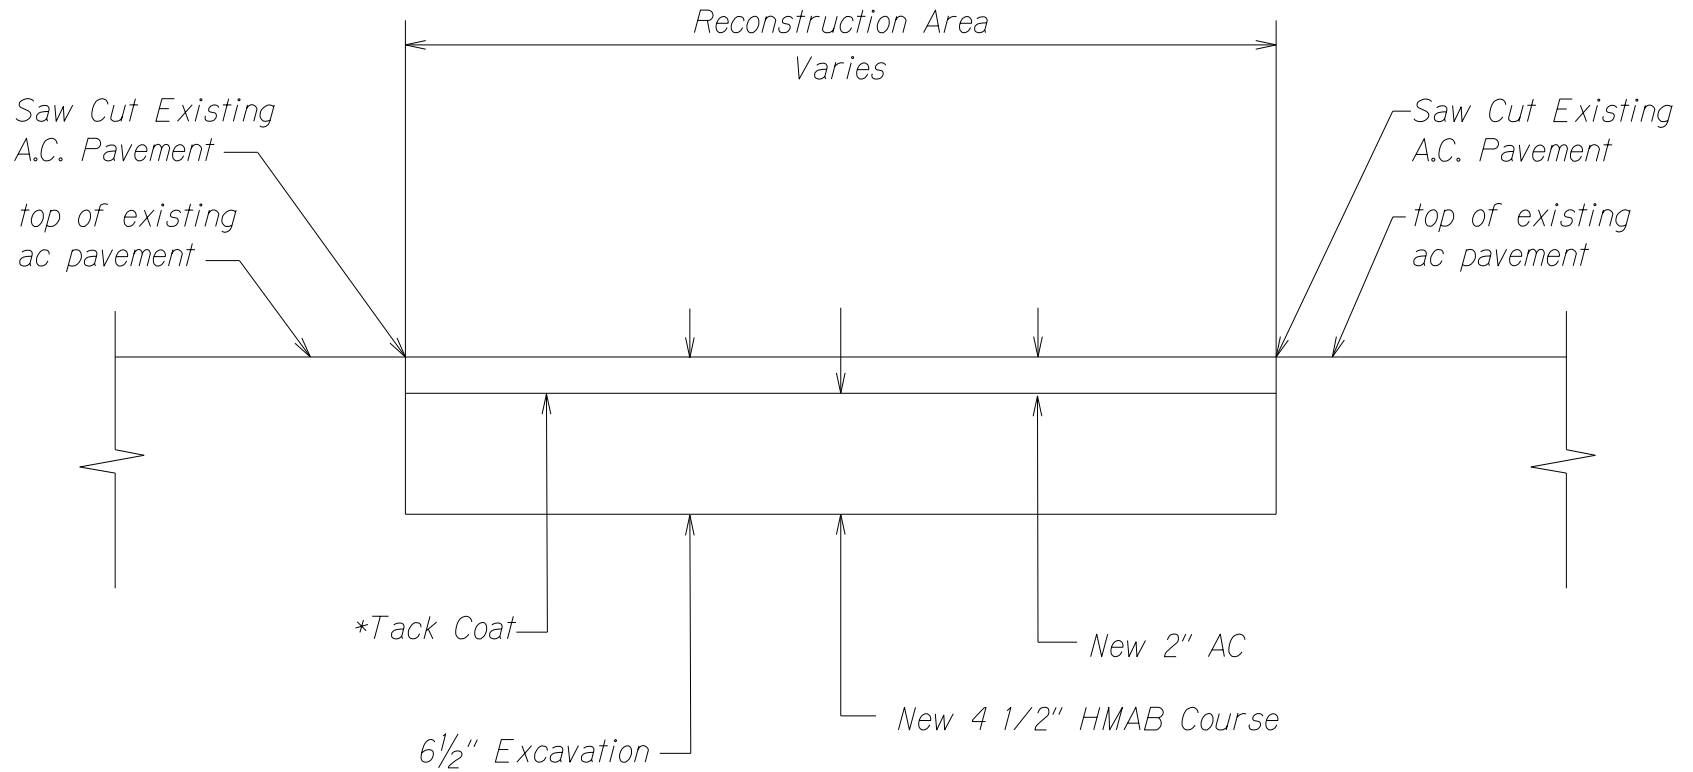 Reconstruction Area
Varies
Saw Cut Existing
A.C. Pavement
top of existing
ac pavement
Saw Cut Existing
A.C. Pavement
top of existing
ac pavement
*Tack Coat
New 2" AC
New 4 1/2" HMAB Course
6½" Excavation